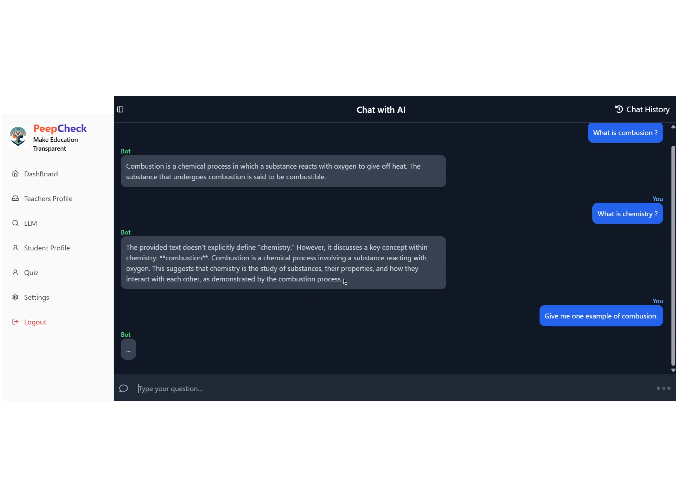 PeepCheck
Make Education
Transparent
DashBoard
Teachers Profile
LLM
Student Profile
Quiz
Settings
Logout
Chat with AI
Chat History
What is combusion ?
Bot
Combustion is a chemical process in which a substance reacts with oxygen to give off heat. The
substance that undergoes combustion is said to be combustible.
You
What is chemistry ?
Bot
The provided text doesn't explicitly define "chemistry." However, it discusses a key concept within
chemistry: **combustion**. Combustion is a chemical process involving a substance reacting with
oxygen. This suggests that chemistry is the study of substances, their properties, and how they
interact with each other, as demonstrated by the combustion process.
You
Give me one example of combusion.
Bot
...
Type your question...